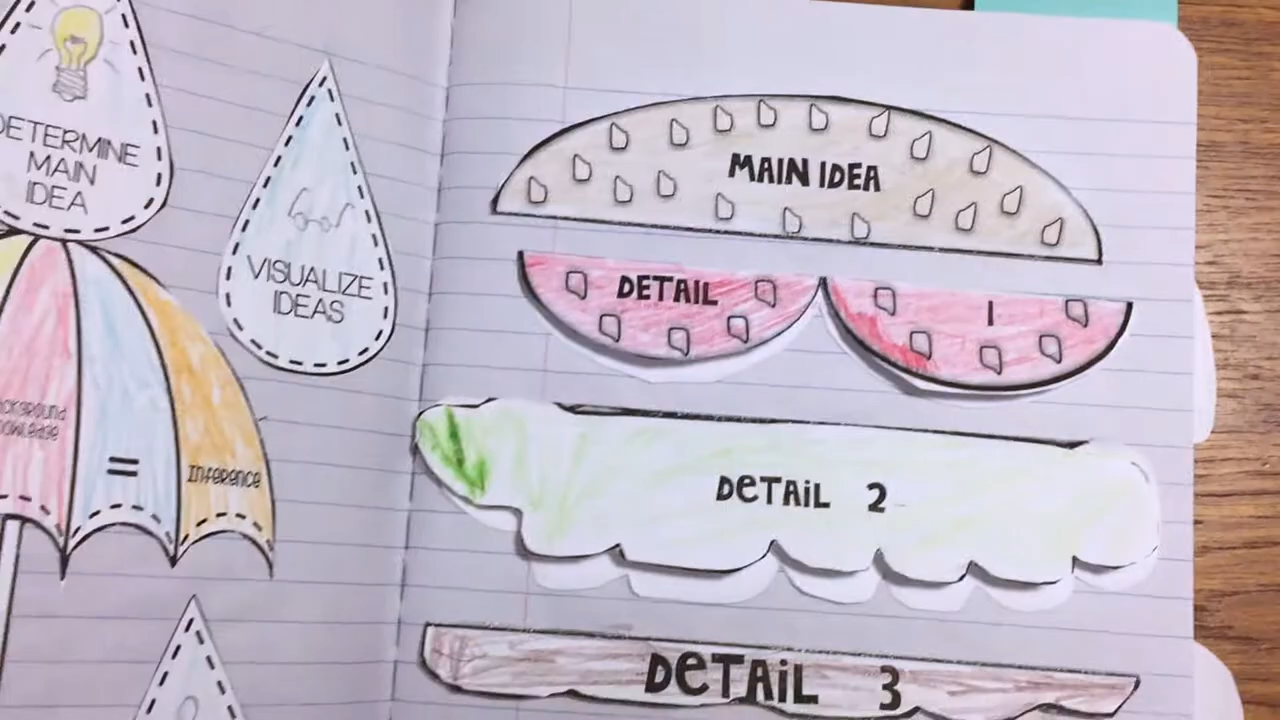 DETERMINE
MAIN
IDEA
VISUALIZE
IDEAS
=
Inference
MAIN IDEA
DETAIL 1
DETAIL 2
DETAIL 3